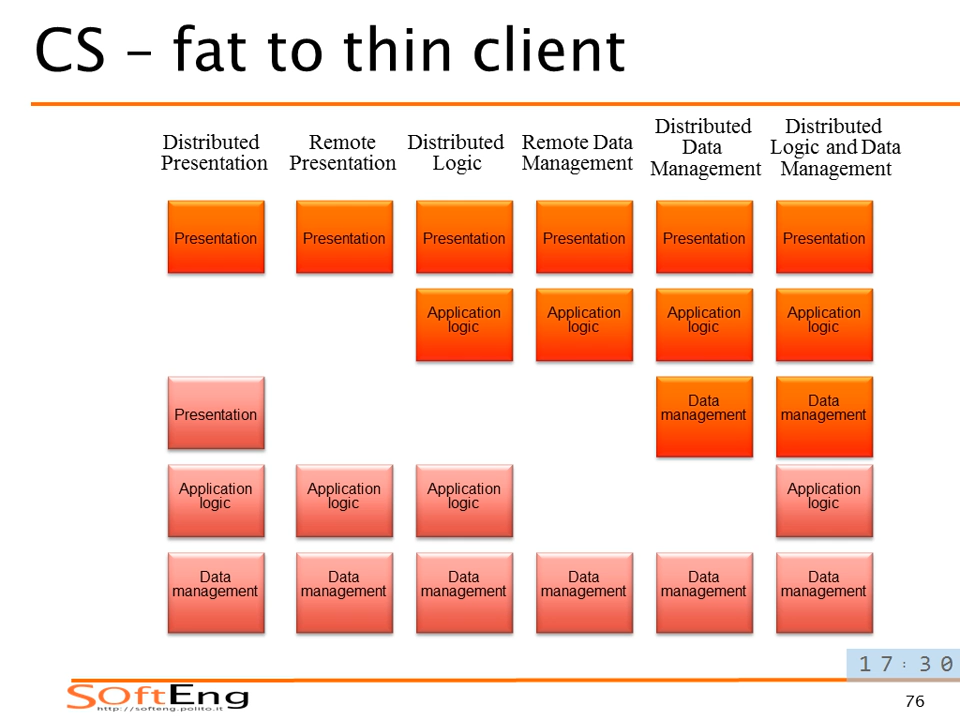 CS – fat to thin client
Distributed
Presentation
Remote
Presentation
Distributed
Logic
Remote Data
Management
Distributed
Data
Management
Distributed
Logic and Data
Management
Presentation
Presentation
Presentation
Presentation
Presentation
Presentation
Application
logic
Application
logic
Application
logic
Application
logic
Presentation
Data
management
Data
management
Application
logic
Application
logic
Application
logic
Application
logic
Data
management
Data
management
Data
management
Data
management
Data
management
Data
management
17:30
SoftEng
http://softeng.polito.it
76